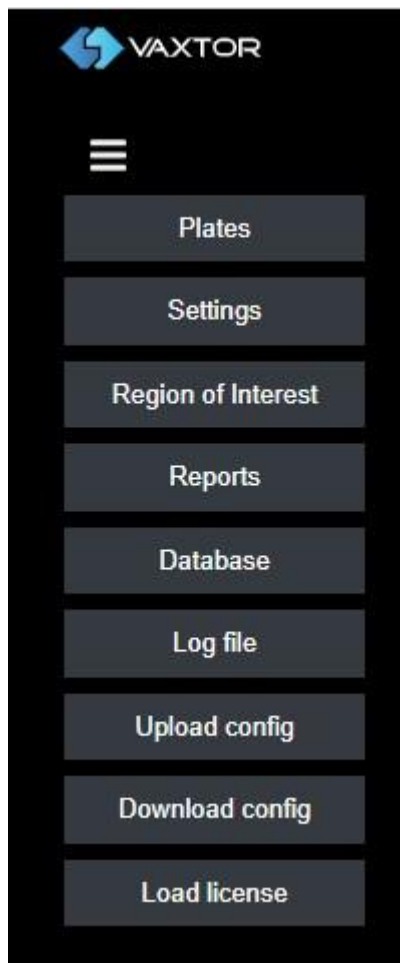 VAXTOR
Plates
Settings
Region of Interest
Reports
Database
Log file
Upload config
Download config
Load license